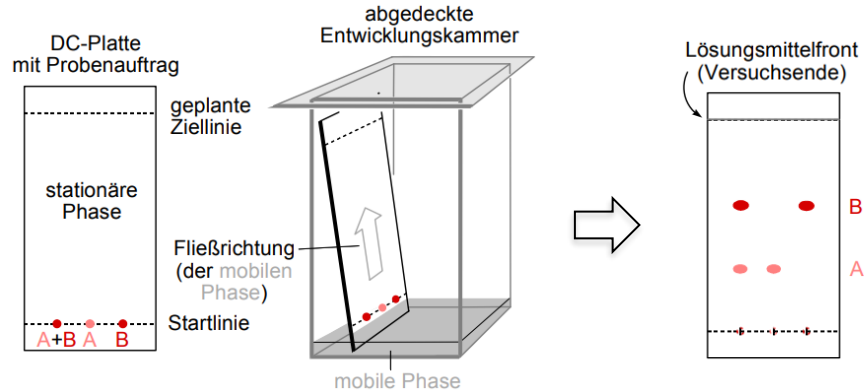 DC-Platte
mit Probenauftrag
geplante
Ziellinie
stationäre
Phase
Startlinie
A+B A B
abgedeckte
Entwicklungskammer
Fließrichtung
(der mobilen
Phase)
mobile Phase
Lösungsmittelfront
(Versuchsende)
B
A